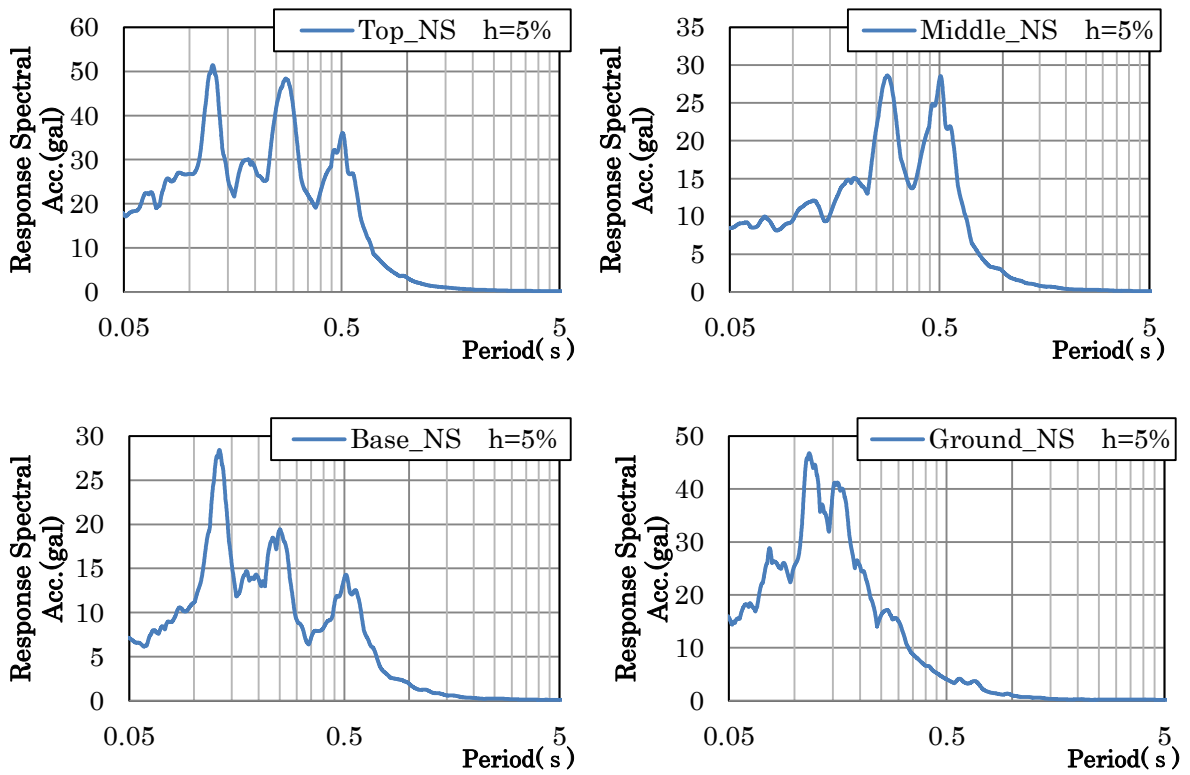 Top_NS h=5%
Response Spectral
Acc.(gal)
60
50
40
30
20
10
0
0.05 0.5 5
Period( s )
Middle_NS h=5%
Response Spectral
Acc.(gal)
35
30
25
20
15
10
5
0
0.05 0.5 5
Period( s )
Base_NS h=5%
Response Spectral
Acc.(gal)
30
25
20
15
10
5
0
0.05 0.5 5
Period( s )
Ground_NS h=5%
Response Spectral
Acc.(gal)
50
40
30
20
10
0
0.05 0.5 5
Period( s )